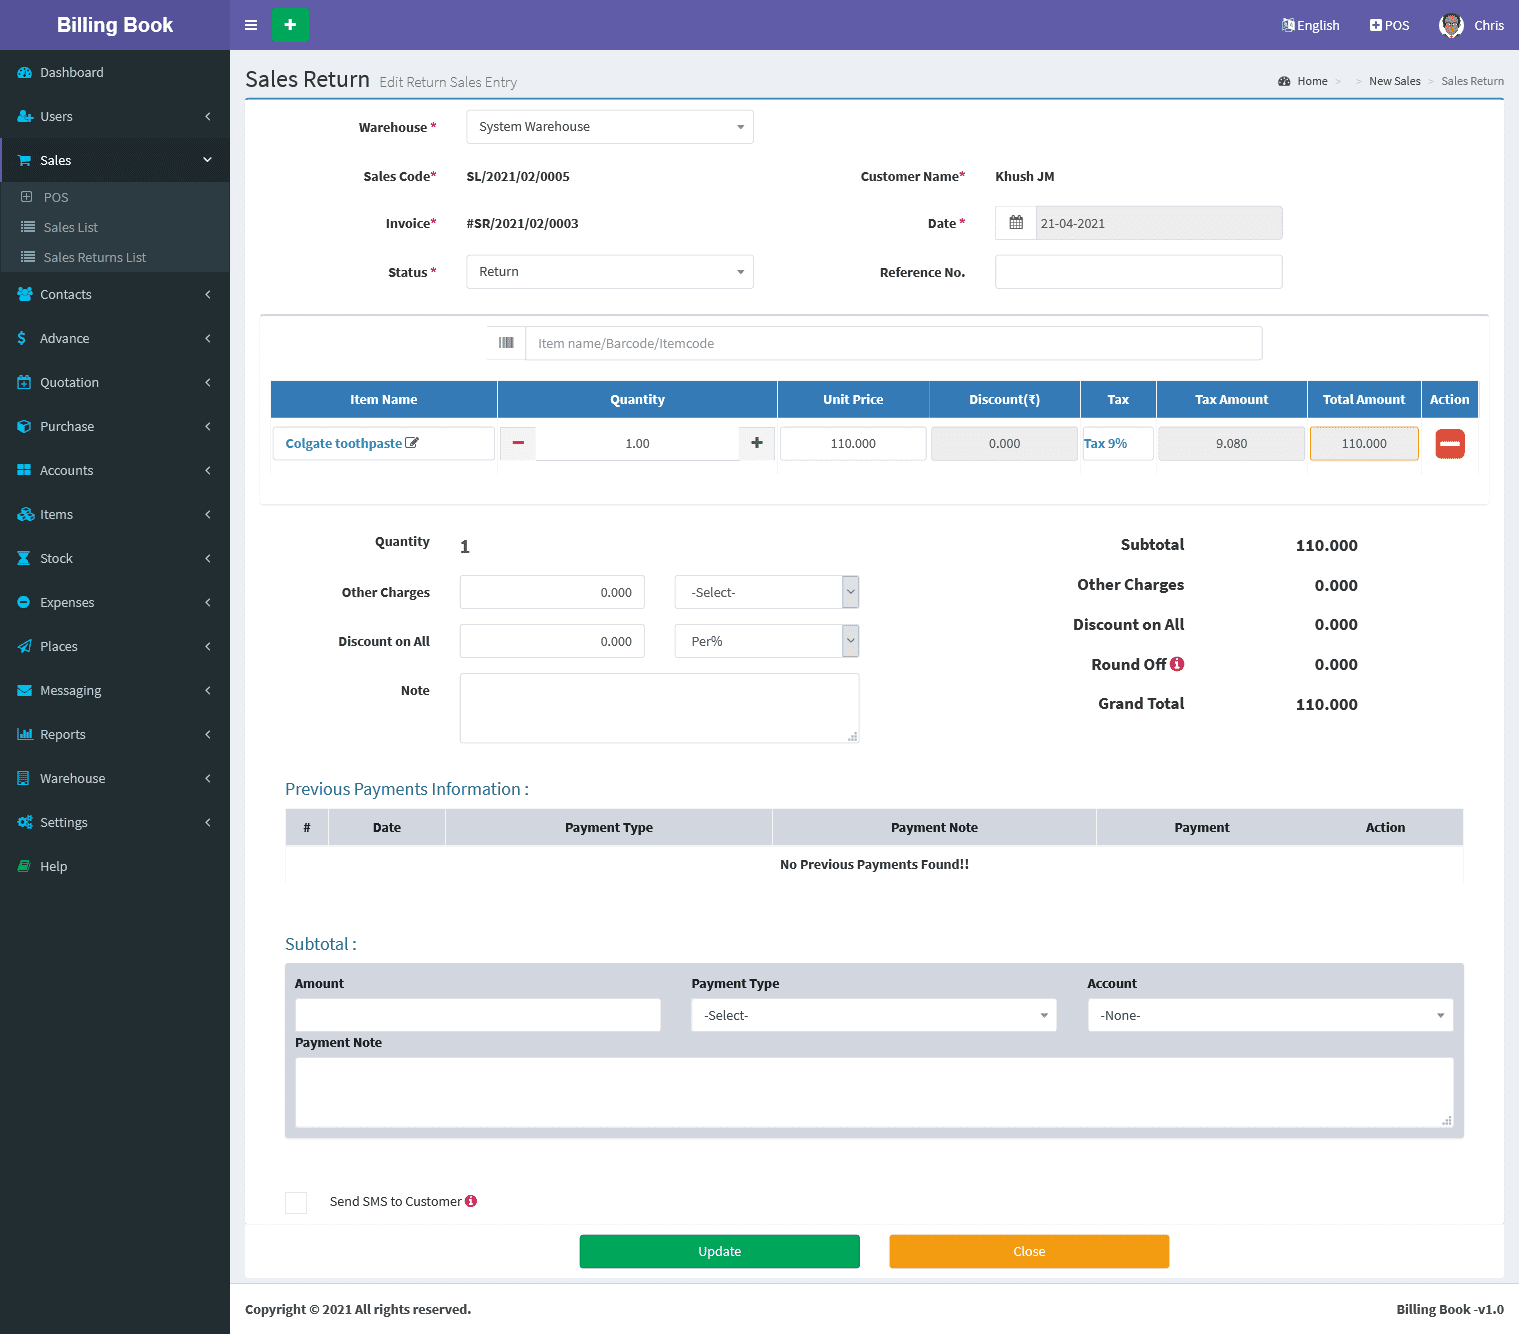 Billing Book
English
POS
Chris
Dashboard
Users
Sales
POS
Sales List
Sales Returns List
Contacts
Advance
Quotation
Purchase
Accounts
Items
Stock
Expenses
Places
Messaging
Reports
Warehouse
Settings
Help
Sales Return Edit Return Sales Entry
Home > > New Sales > Sales Return
Warehouse * System Warehouse
Sales Code* SL/2021/02/0005 Customer Name* Khush JM
Invoice* #SR/2021/02/0003 Date * 21-04-2021
Status * Return Reference No.
Item name/Barcode/Itemcode
Item Name Quantity Unit Price Discount(₹) Tax Tax Amount Total Amount Action
Colgate toothpaste 1.00 110.000 0.000 Tax 9% 9.080 110.000
Quantity 1
Other Charges 0.000 -Select-
Discount on All 0.000 Per%
Note
Subtotal 110.000
Other Charges 0.000
Discount on All 0.000
Round Off 0.000
Grand Total 110.000
Previous Payments Information :
# Date Payment Type Payment Note Payment Action
No Previous Payments Found!!
Subtotal :
Amount Payment Type Account
-Select- -None-
Payment Note
Send SMS to Customer
Update Close
Copyright © 2021 All rights reserved. Billing Book -v1.0